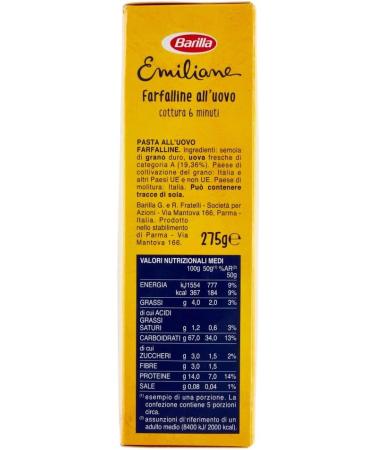 Barilla
Emiliane
Farfalline all'uovo
cottura 6 minuti
PASTA ALL'UOVO
FARFALLINE. Ingredienti: semola
di grano duro, uova fresche di
categoria A (19,36%). Paese di
coltivazione del grano: Italia e
altri Paesi UE e non UE. Paese di
molitura: Italia. Può contenere
tracce di soia.
Barilla G. e R. Fratelli - Società per
Azioni - Via Mantova 166, Parma -
Italia. Prodotto
nello stabilimento
di Parma - Via
Mantova 166.
275g℮
VALORI NUTRIZIONALI MEDI
100g 50g(1) %AR(2)
50g
ENERGIA kJ 1554 777 9%
kcal 367 184 9%
GRASSI g 4,0 2,0 3%
di cui ACIDI
GRASSI
SATURI g 1,2 0,6 3%
CARBOIDRATI g 67,0 34,0 13%
di cui
ZUCCHERI g 3,0 1,5 2%
FIBRE g 3,0 1,5
PROTEINE g 14,0 7,0 14%
SALE g 0,08 0,04 1%
(1) esempio di una porzione. La
confezione contiene 5 porzioni
circa.
(2) assunzioni di riferimento di un
adulto medio (8400 kJ/ 2000 kcal).